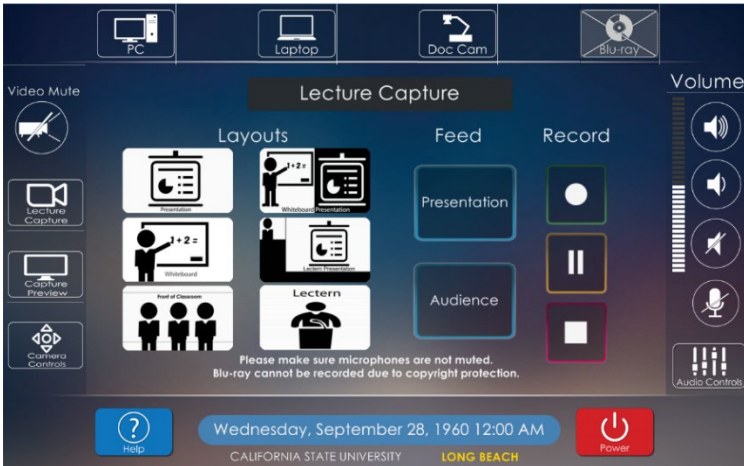 PC
Laptop
Doc Cam
Blu-ray
Video Mute
Lecture
Capture
Capture
Preview
Camera
Controls
Lecture Capture
Layouts
Presentation
1+2=
Whiteboard Presentation
1+2 =
Whiteboard
Lectern Presentation
Front of Classroom
Lectern
Feed
Presentation
Audience
Record
Please make sure microphones are not muted.
Blu-ray cannot be recorded due to copyright protection.
Volume
Audio Controls
?
Help
Wednesday, September 28, 1960 12:00 AM
CALIFORNIA STATE UNIVERSITY LONG BEACH
Power